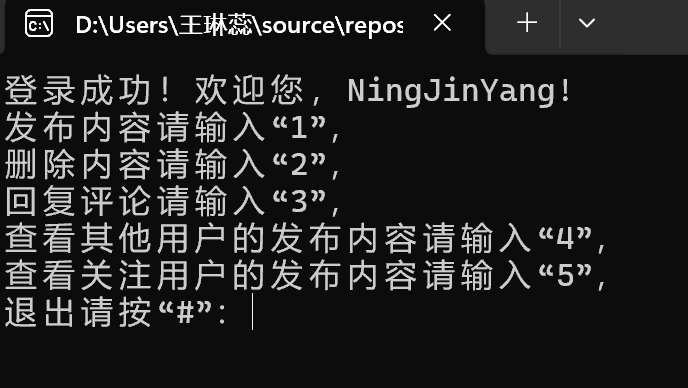 D:\Users\王琳蕊\source\repos
登录成功！欢迎您，NingJinYang!
发布内容请输入“1”，
删除内容请输入“2”，
回复评论请输入“3”，
查看其他用户的发布内容请输入“4”，
查看关注用户的发布内容请输入“5”，
退出请按“#”：